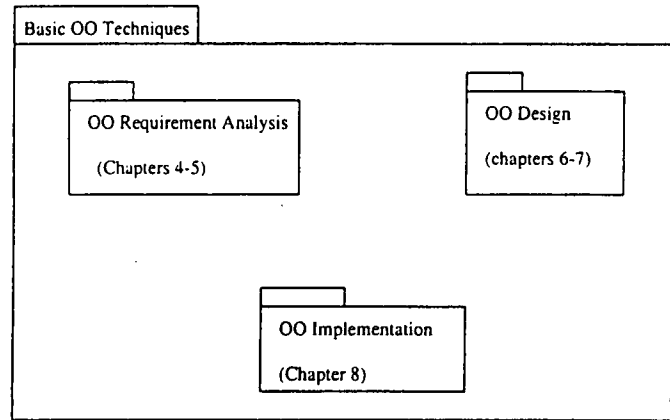 Basic OO Techniques
OO Requirement Analysis
(Chapters 4-5)
OO Design
(chapters 6-7)
OO Implementation
(Chapter 8)